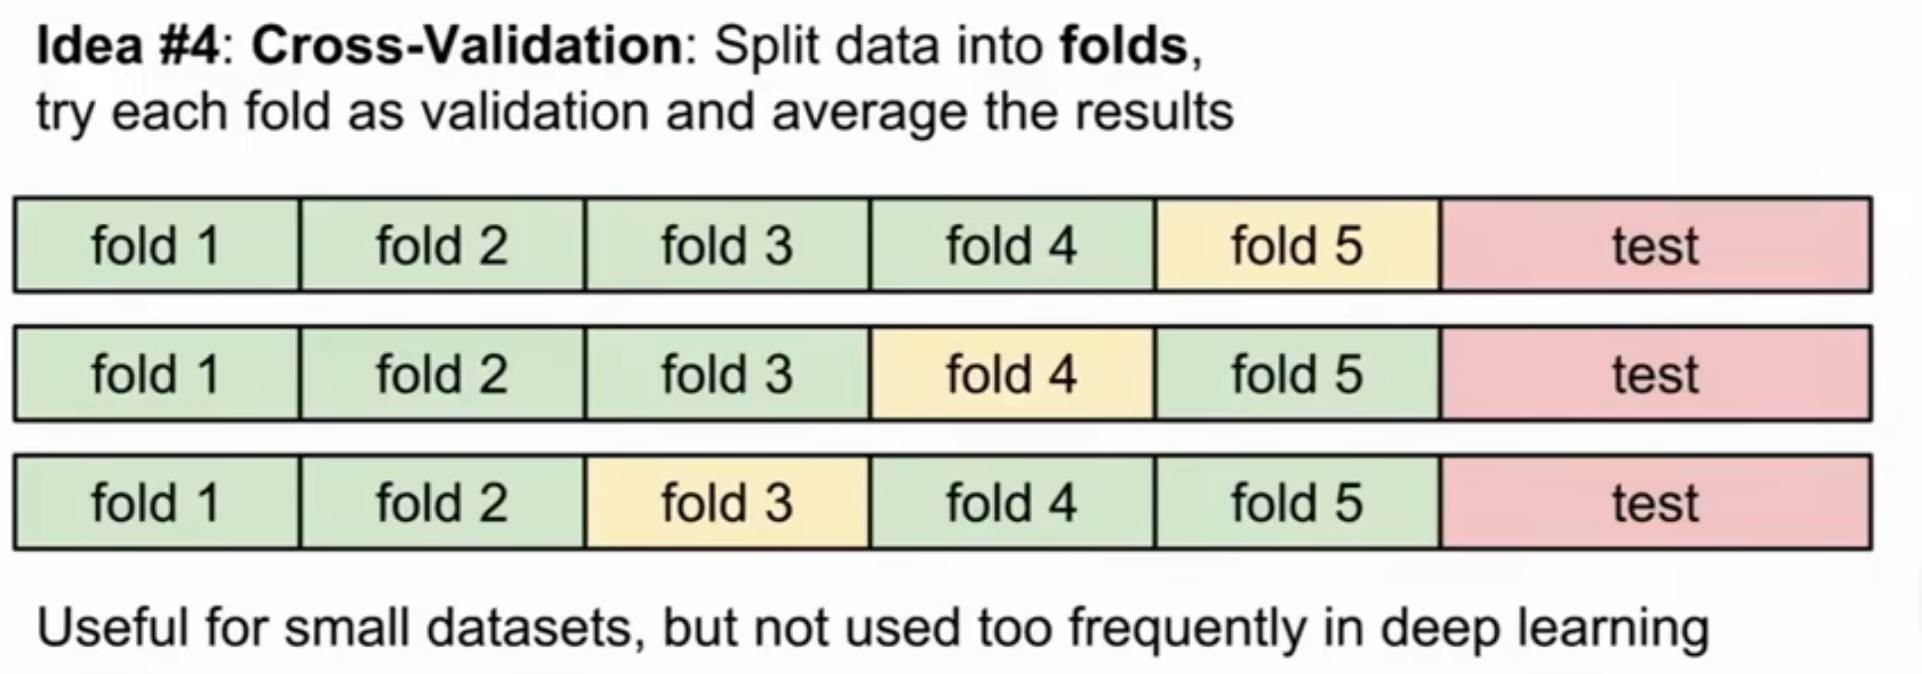 Idea #4: Cross-Validation: Split data into folds,
try each fold as validation and average the results
fold 1 fold 2 fold 3 fold 4 fold 5 test
fold 1 fold 2 fold 3 fold 4 fold 5 test
fold 1 fold 2 fold 3 fold 4 fold 5 test
Useful for small datasets, but not used too frequently in deep learning